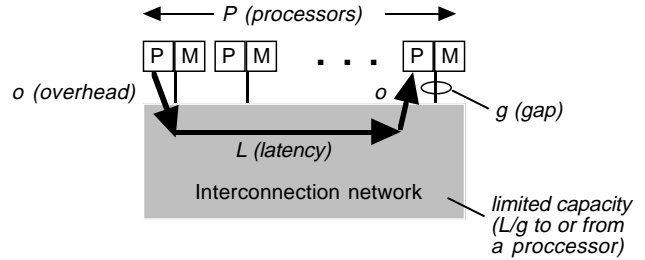 P (processors)
P M P M . . . P M
o (overhead)
o
g (gap)
L (latency)
Interconnection network
limited capacity
(L/g to or from
a proccessor)